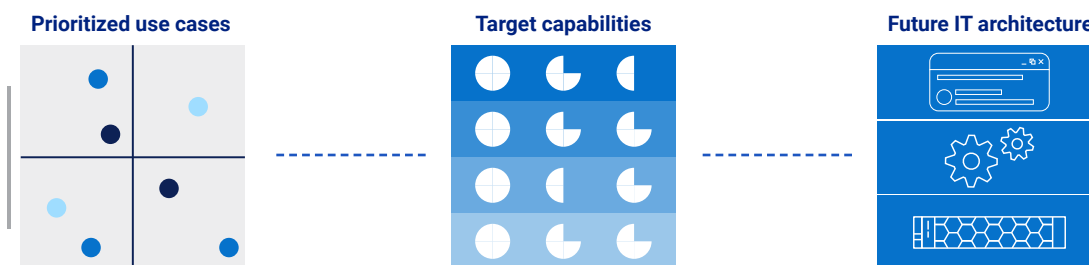 Prioritized use cases
Target capabilities
Future IT architecture